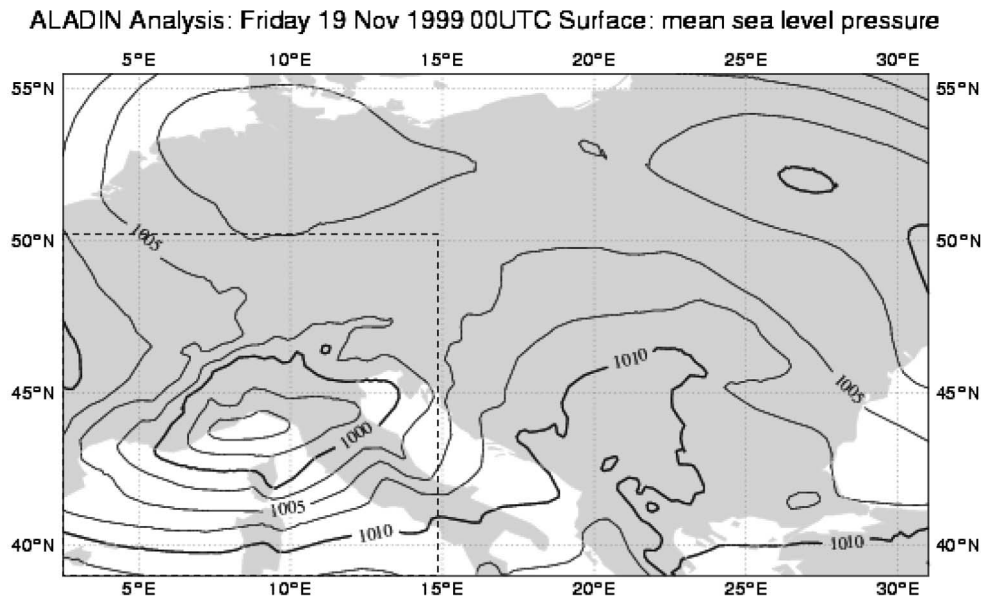 ALADIN Analysis: Friday 19 Nov 1999 00UTC Surface: mean sea level pressure
5°E 10°E 15°E 20°E 25°E 30°E
55°N 55°N
1005
50°N 50°N
1010
45°N 1005 45°N
1000
1005
1010 1010
40°N 40°N
5°E 10°E 15°E 20°E 25°E 30°E